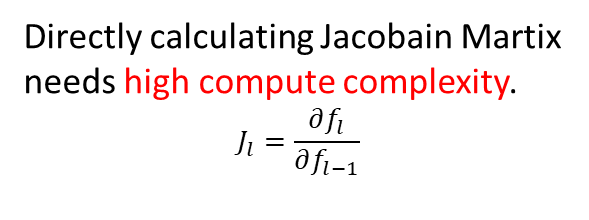 Directly calculating Jacobain Martix
needs high compute complexity.
J_l = ∂f_l / ∂f_{l−1}